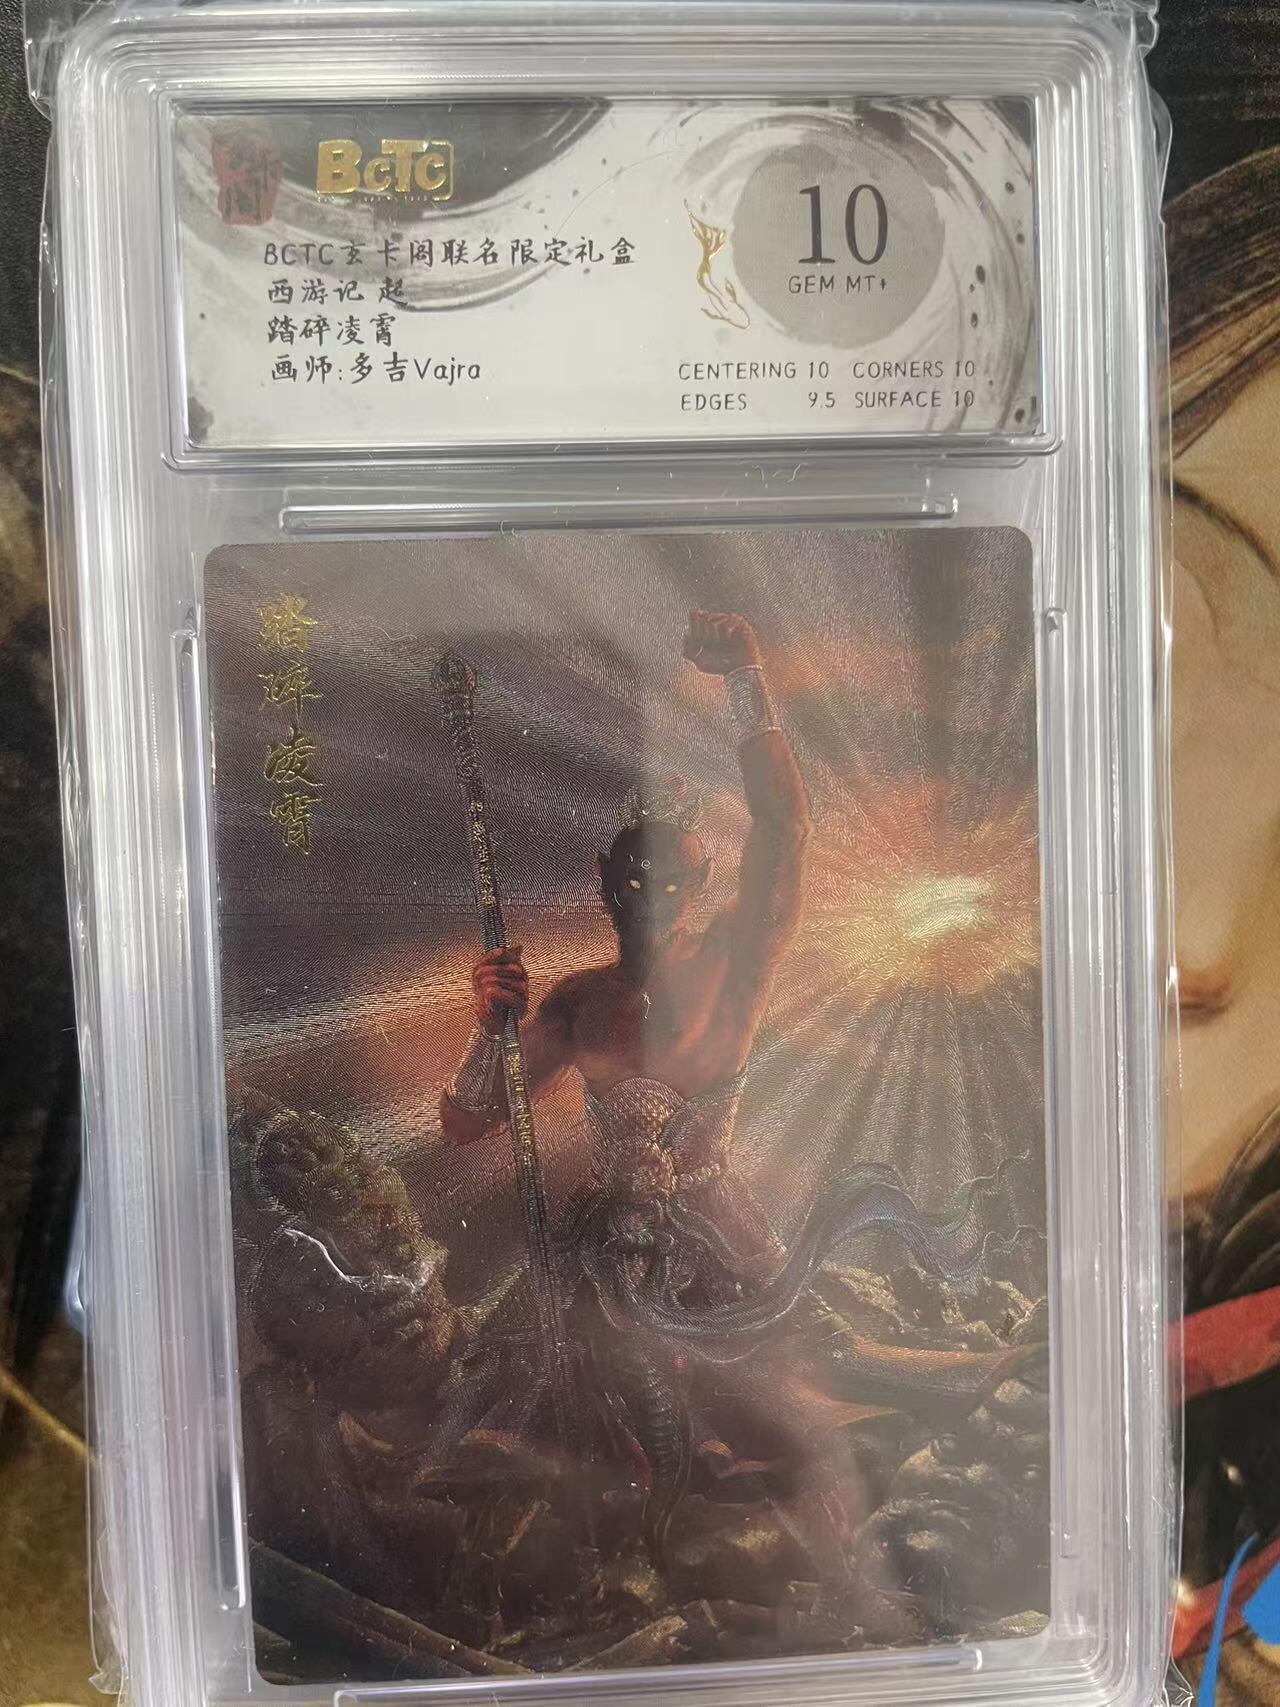 BCTC
10
GEM MT+
BCTC玄卡阁联名限定礼盒
西游记 起
踏碎凌霄
画师:多吉Vajra
CENTERING 10 CORNERS 10
EDGES 9.5 SURFACE 10
踏碎凌霄